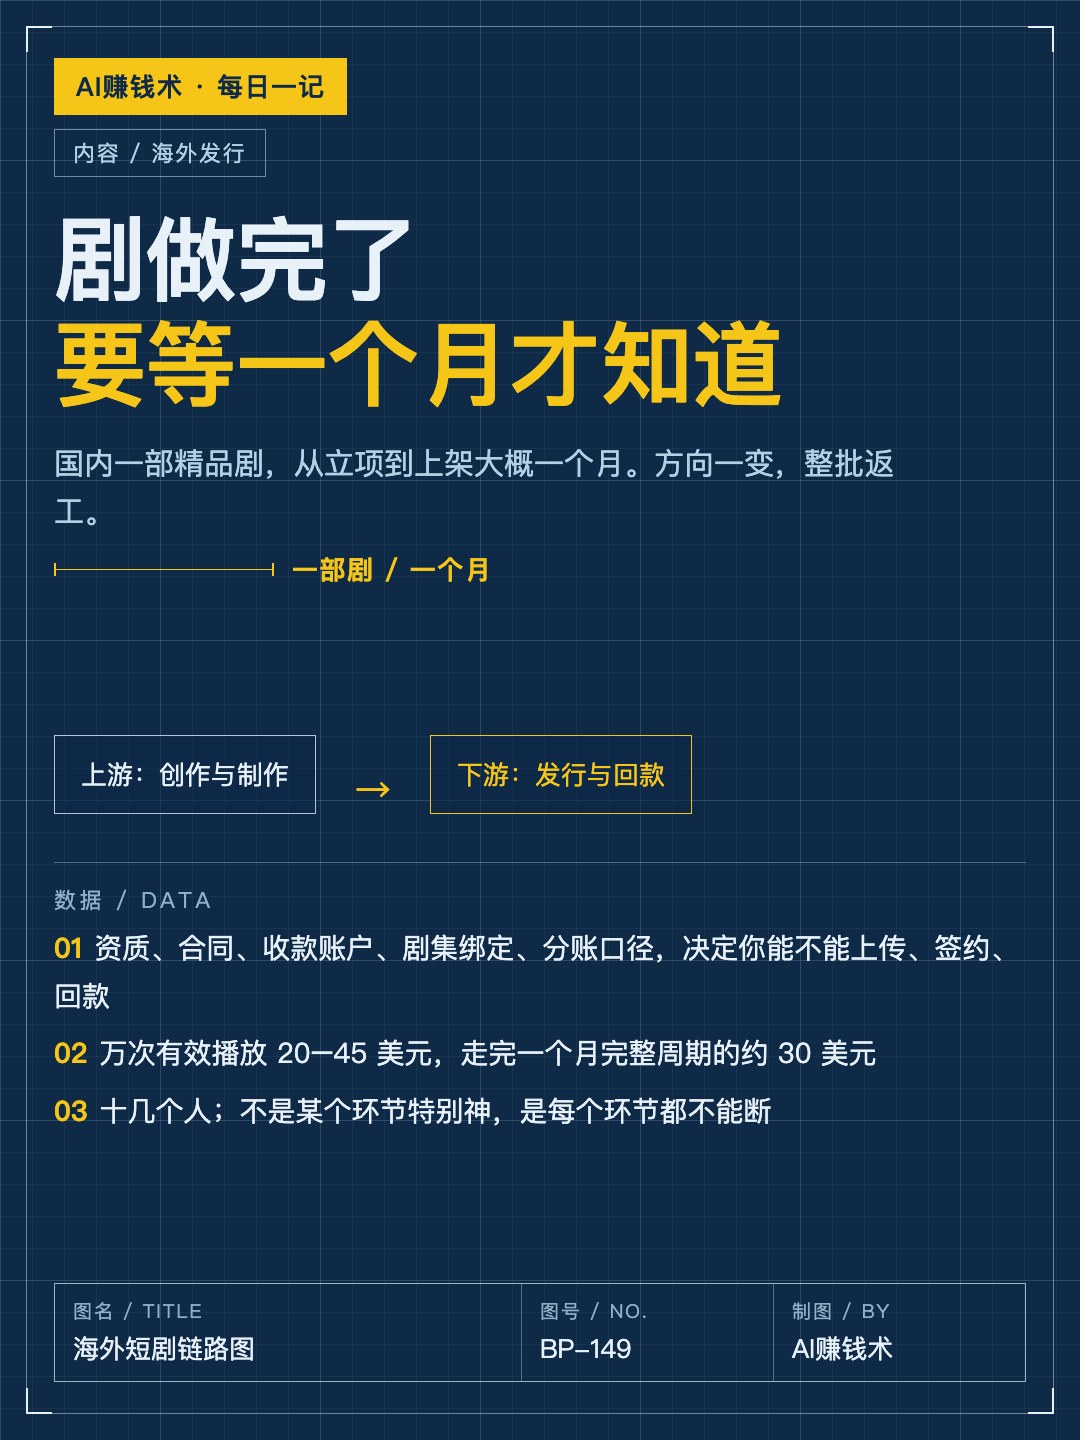 AI赚钱术 · 每日一记
内容 / 海外发行
剧做完了
要等一个月才知道
国内一部精品剧，从立项到上架大概一个月。方向一变，整批返
工。
一部剧 / 一个月
上游：创作与制作 → 下游：发行与回款
数据 / DATA
01 资质、合同、收款账户、剧集绑定、分账口径，决定你能不能上传、签约、
回款
02 万次有效播放 20—45 美元，走完一个月完整周期的约 30 美元
03 十几个人；不是某个环节特别神，是每个环节都不能断
图名 / TITLE 图号 / NO. 制图 / BY
海外短剧链路图 BP-149 AI赚钱术